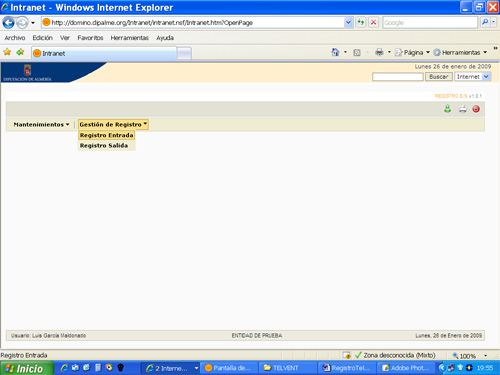 Intranet - Windows Internet Explorer
http://domino.dipalme.org/Intranet/intranet.nsf/Intranet.htm?OpenPage
Google
Archivo Edición Ver Favoritos Herramientas Ayuda
Intranet
Página Herramientas
DIPUTACIÓN DE ALMERÍA
Lunes 26 de enero de 2009
Buscar Internet
REGISTRO E/S v1.0.1
Mantenimientos Gestión de Registro
Registro Entrada
Registro Salida
Usuario: Luis García Maldonado ENTIDAD DE PRUEBA Lunes, 26 de Enero de 2009
Registro Entrada Zona desconocida (Mixto) 100%
Inicio 2 Interne... Pantalla de... TELVENT RegistroTel... Adobe Phot... 19:55